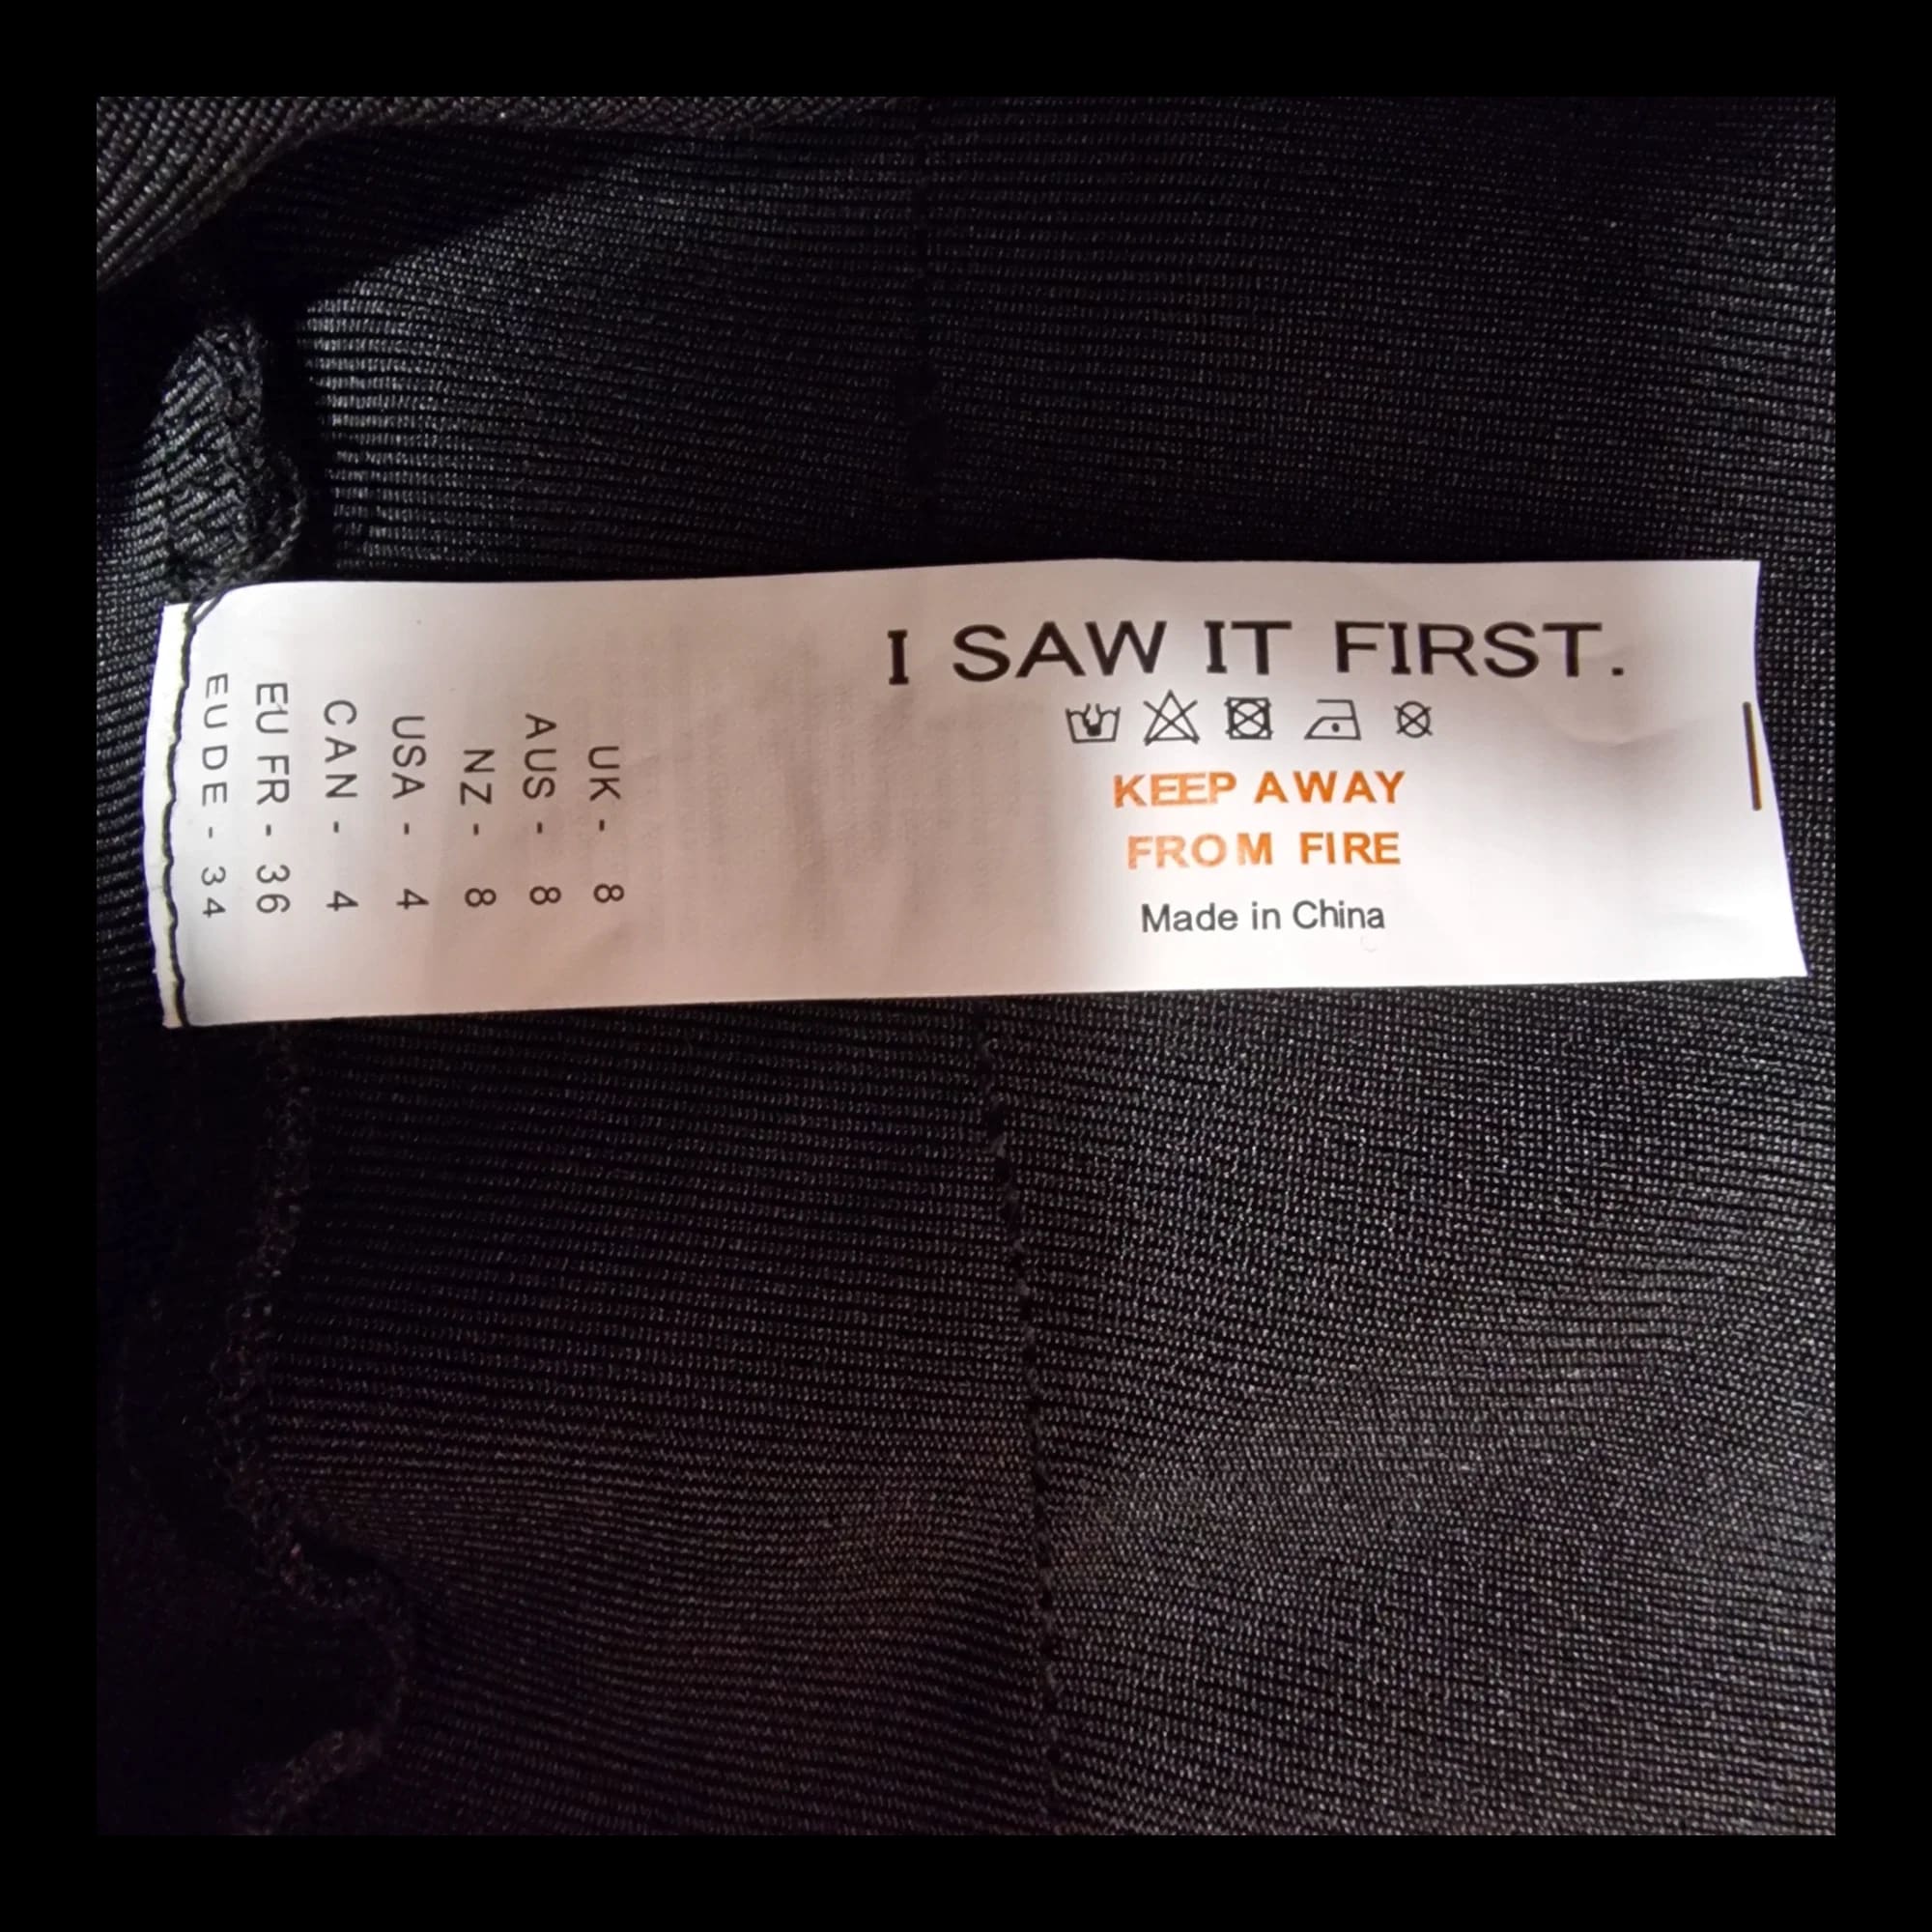 I SAW IT FIRST.
KEEP AWAY
FROM FIRE
Made in China
UK - 8
AUS - 8
NZ - 8
USA - 4
CAN - 4
EU FR - 36
EU DE - 34